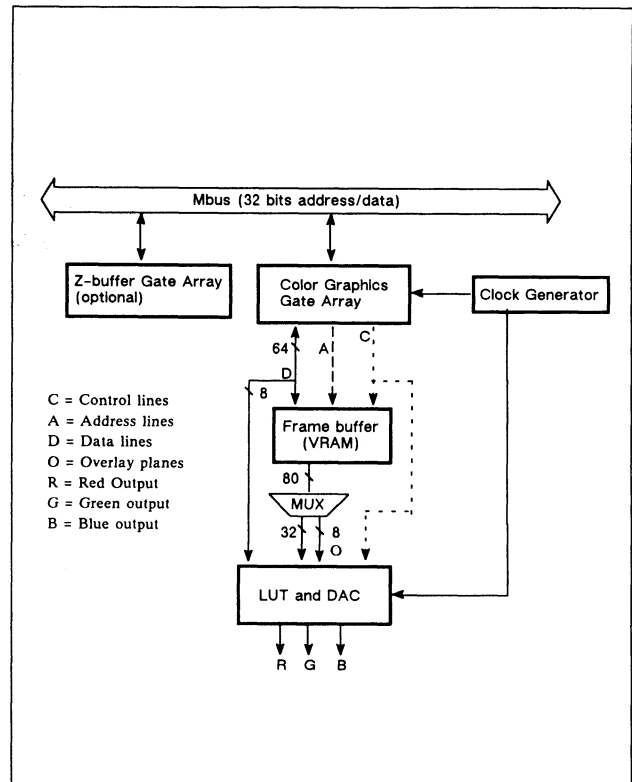 Mbus (32 bits address/data)
Z-buffer Gate Array
(optional)
Color Graphics
Gate Array
Clock Generator
64
A
C
D
8
C = Control lines
A = Address lines
D = Data lines
O = Overlay planes
R = Red Output
G = Green output
B = Blue output
Frame buffer
(VRAM)
80
MUX
32
8
O
LUT and DAC
R G B